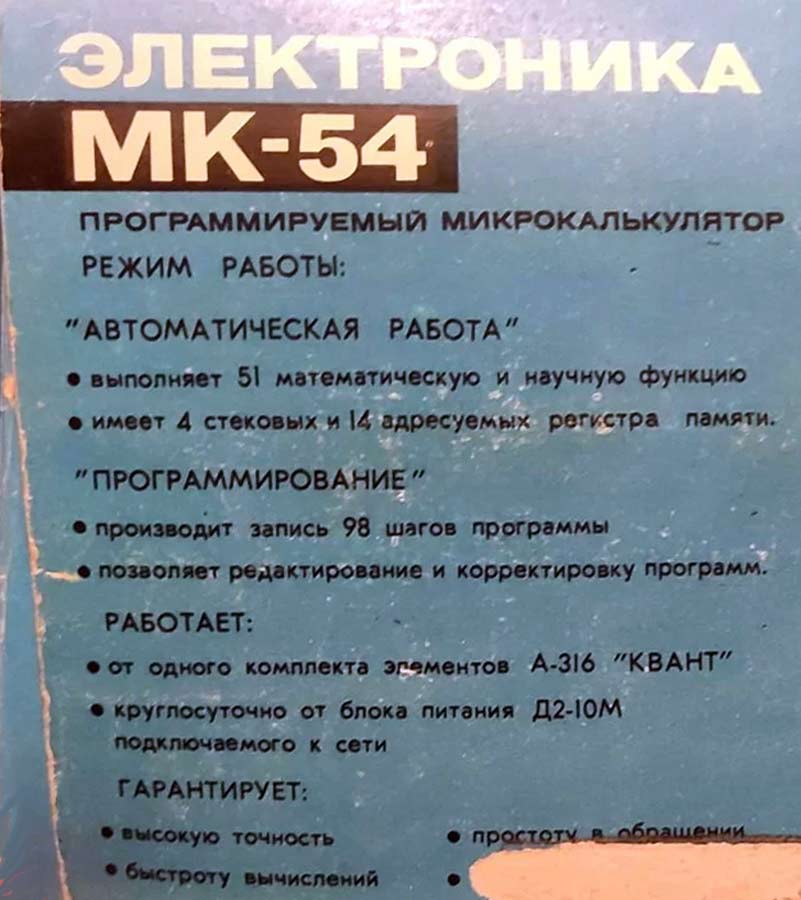 ЭЛЕКТРОНИКА
МК-54
ПРОГРАММИРУЕМЫЙ МИКРОКАЛЬКУЛЯТОР
РЕЖИМ РАБОТЫ:
"АВТОМАТИЧЕСКАЯ РАБОТА"
• выполняет 51 математическую и научную функцию
• имеет 4 стековых и 14 адресуемых регистра памяти.
"ПРОГРАММИРОВАНИЕ"
• производит запись 98 шагов программы
• позволяет редактирование и корректировку программ.
РАБОТАЕТ:
• от одного комплекта элементов А-316 "КВАНТ"
• круглосуточно от блока питания Д2-10М
подключаемого к сети
ГАРАНТИРУЕТ:
• высокую точность
• быстроту вычислений
• простоту в обращении
•